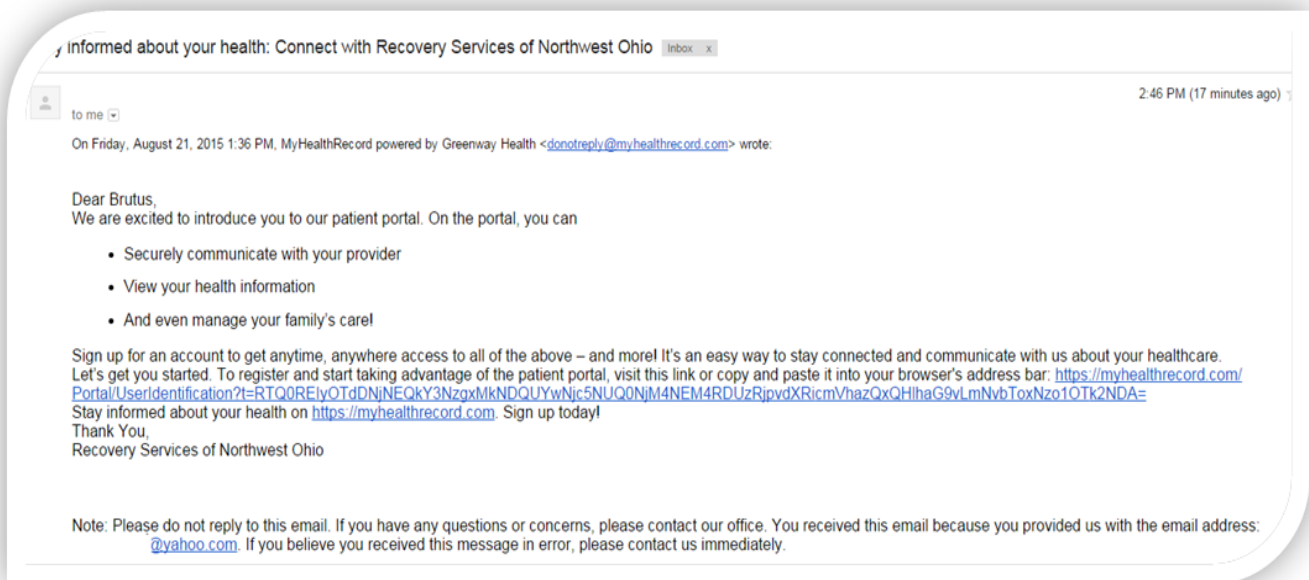 informed about your health: Connect with Recovery Services of Northwest Ohio Inbox x
2:46 PM (17 minutes ago)
to me
On Friday, August 21, 2015 1:36 PM, MyHealthRecord powered by Greenway Health <donotreply@myhealthrecord.com> wrote:
Dear Brutus,
We are excited to introduce you to our patient portal. On the portal, you can
• Securely communicate with your provider
• View your health information
• And even manage your family's care!
Sign up for an account to get anytime, anywhere access to all of the above – and more! It's an easy way to stay connected and communicate with us about your healthcare.
Let's get you started. To register and start taking advantage of the patient portal, visit this link or copy and paste it into your browser's address bar: https://myhealthrecord.com/
Portal/UserIdentification?t=
Stay informed about your health on https://myhealthrecord.com. Sign up today!
Thank You,
Recovery Services of Northwest Ohio
Note: Please do not reply to this email. If you have any questions or concerns, please contact our office. You received this email because you provided us with the email address:
@yahoo.com. If you believe you received this message in error, please contact us immediately.